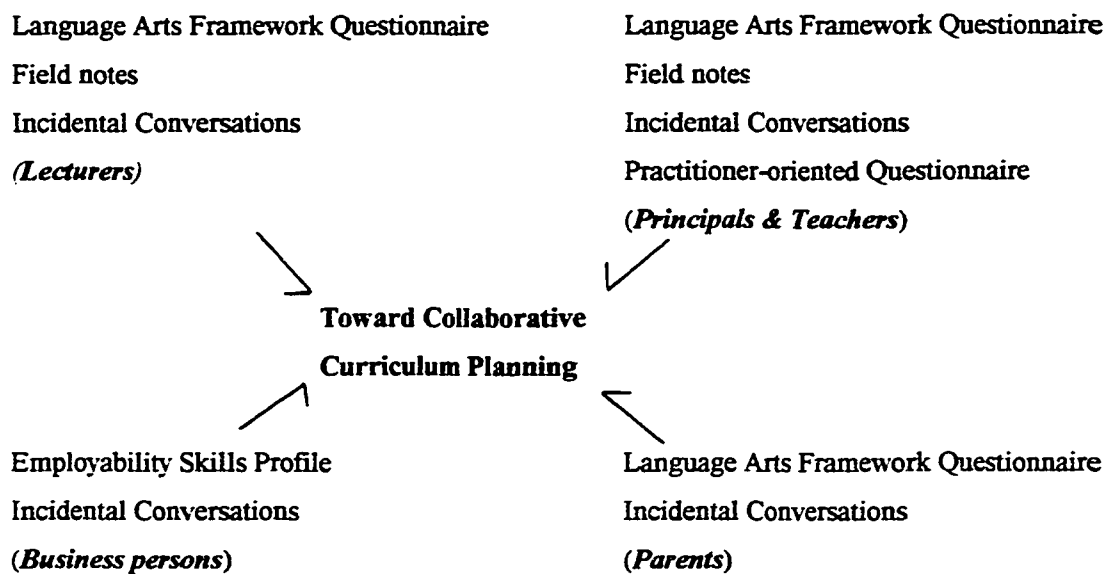 Language Arts Framework Questionnaire
Field notes
Incidental Conversations
(Lecturers)
Language Arts Framework Questionnaire
Field notes
Incidental Conversations
Practitioner-oriented Questionnaire
(Principals & Teachers)
Toward Collaborative
Curriculum Planning
Employability Skills Profile
Incidental Conversations
(Business persons)
Language Arts Framework Questionnaire
Incidental Conversations
(Parents)